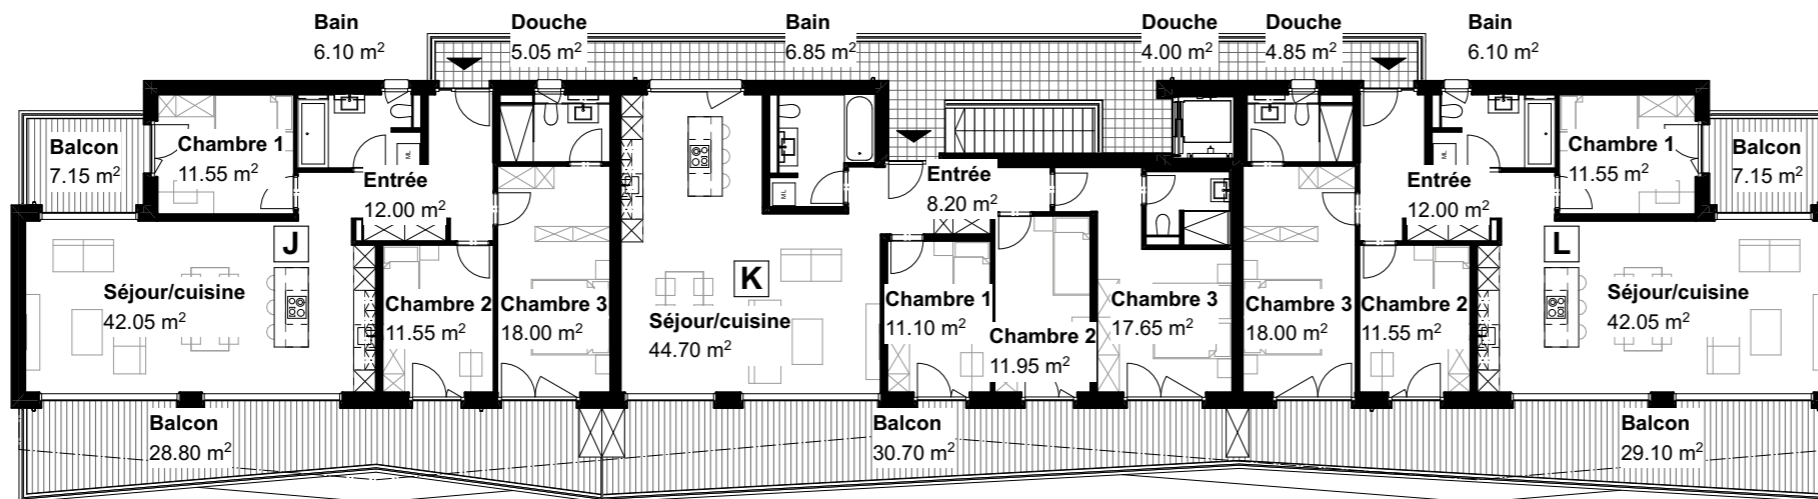 Bain
6.10 m²
Douche
5.05 m²
Bain
6.85 m²
Douche
4.00 m²
Douche
4.85 m²
Bain
6.10 m²
Balcon
7.15 m²
Chambre 1
11.55 m²
Entrée
12.00 m²
Entrée
8.20 m²
Entrée
12.00 m²
Chambre 1
11.55 m²
Balcon
7.15 m²
ML
ML
ML
J
K
L
Séjour/cuisine
42.05 m²
Chambre 2
11.55 m²
Chambre 3
18.00 m²
Séjour/cuisine
44.70 m²
Chambre 1
11.10 m²
Chambre 2
11.95 m²
Chambre 3
17.65 m²
Chambre 3
18.00 m²
Chambre 2
11.55 m²
Séjour/cuisine
42.05 m²
Balcon
28.80 m²
Balcon
30.70 m²
Balcon
29.10 m²